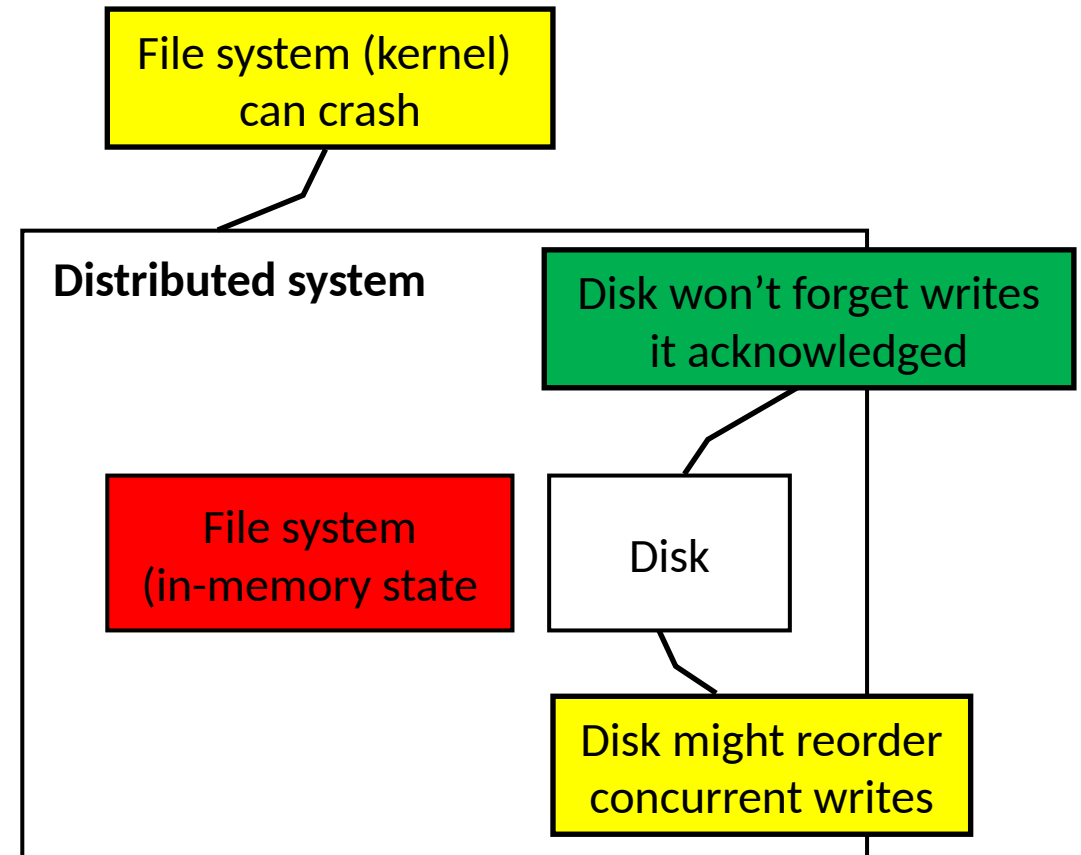 File system (kernel)
can crash
Distributed system
Disk won’t forget writes
it acknowledged
File system
(in-memory state
Disk
Disk might reorder
concurrent writes